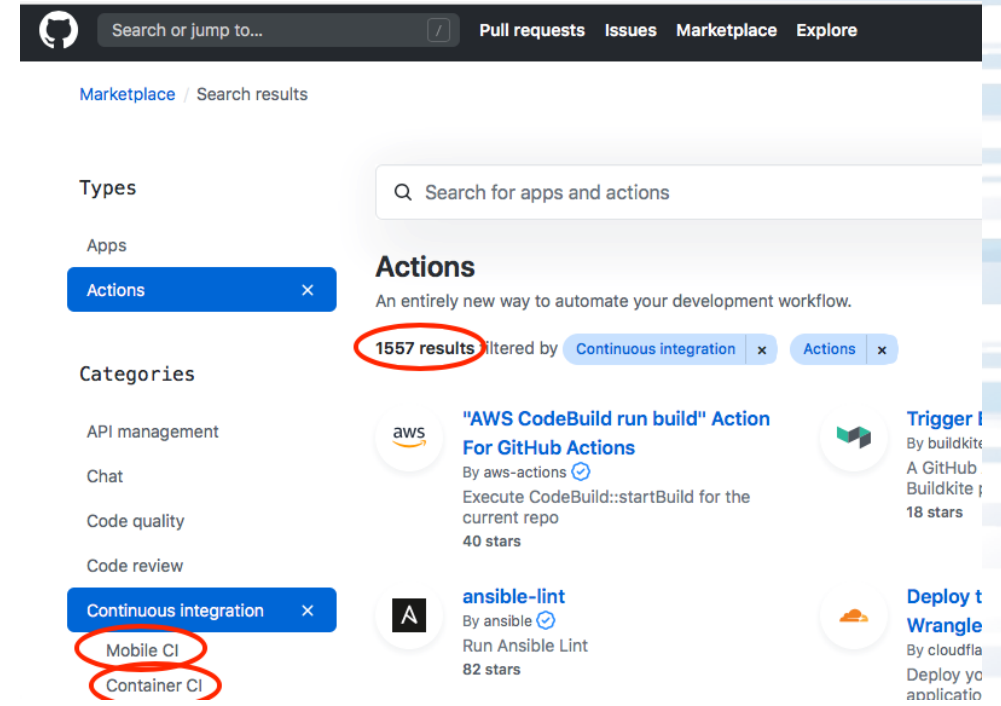 Search or jump to... /
Pull requests Issues Marketplace Explore
Marketplace / Search results
Types
Apps
Actions ×
Categories
API management
Chat
Code quality
Code review
Continuous integration ×
Mobile CI
Container CI
Search for apps and actions
Actions
An entirely new way to automate your development workflow.
1557 results filtered by Continuous integration × Actions ×
aws
"AWS CodeBuild run build" Action
For GitHub Actions
By aws-actions
Execute CodeBuild::startBuild for the
current repo
40 stars
ansible-lint
By ansible
Run Ansible Lint
82 stars
Trigger
By buildkite
A GitHub
Buildkite
18 stars
Deploy
By
Deploy